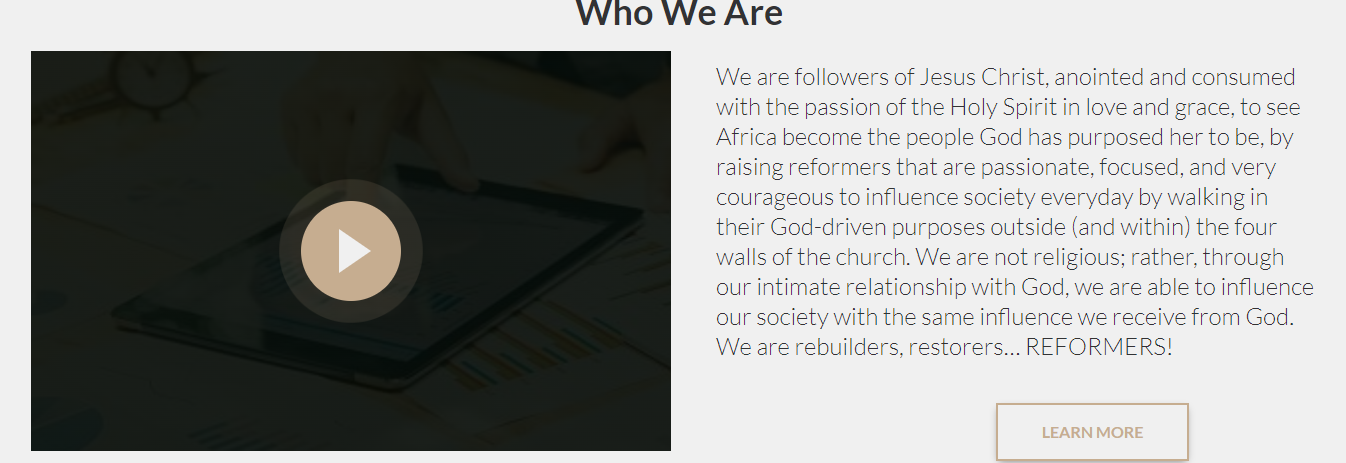 Who We Are
We are followers of Jesus Christ, anointed and consumed
with the passion of the Holy Spirit in love and grace, to see
Africa become the people God has purposed her to be, by
raising reformers that are passionate, focused, and very
courageous to influence society everyday by walking in
their God-driven purposes outside (and within) the four
walls of the church. We are not religious; rather, through
our intimate relationship with God, we are able to influence
our society with the same influence we receive from God.
We are rebuilders, restorers... REFORMERS!
LEARN MORE